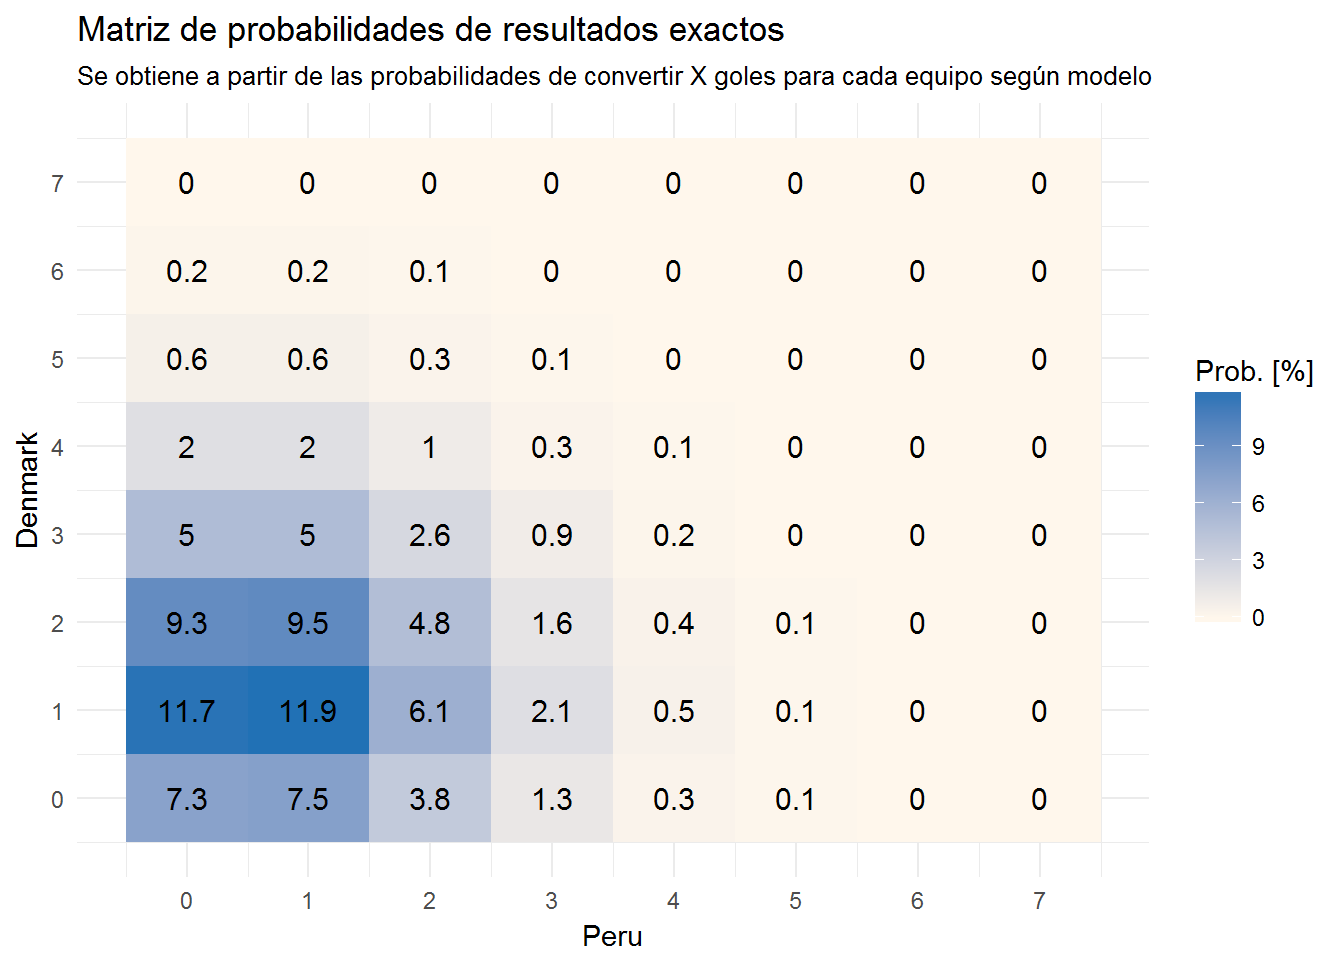 Matriz de probabilidades de resultados exactos
Se obtiene a partir de las probabilidades de convertir X goles para cada equipo según modelo
7 0 0 0 0 0 0 0 0
6 0.2 0.2 0.1 0 0 0 0 0
5 0.6 0.6 0.3 0.1 0 0 0 0
4 2 2 1 0.3 0.1 0 0 0
3 5 5 2.6 0.9 0.2 0 0 0
2 9.3 9.5 4.8 1.6 0.4 0.1 0 0
1 11.7 11.9 6.1 2.1 0.5 0.1 0 0
0 7.3 7.5 3.8 1.3 0.3 0.1 0 0
0 1 2 3 4 5 6 7
Peru
Denmark
Prob. [%]
9
6
3
0